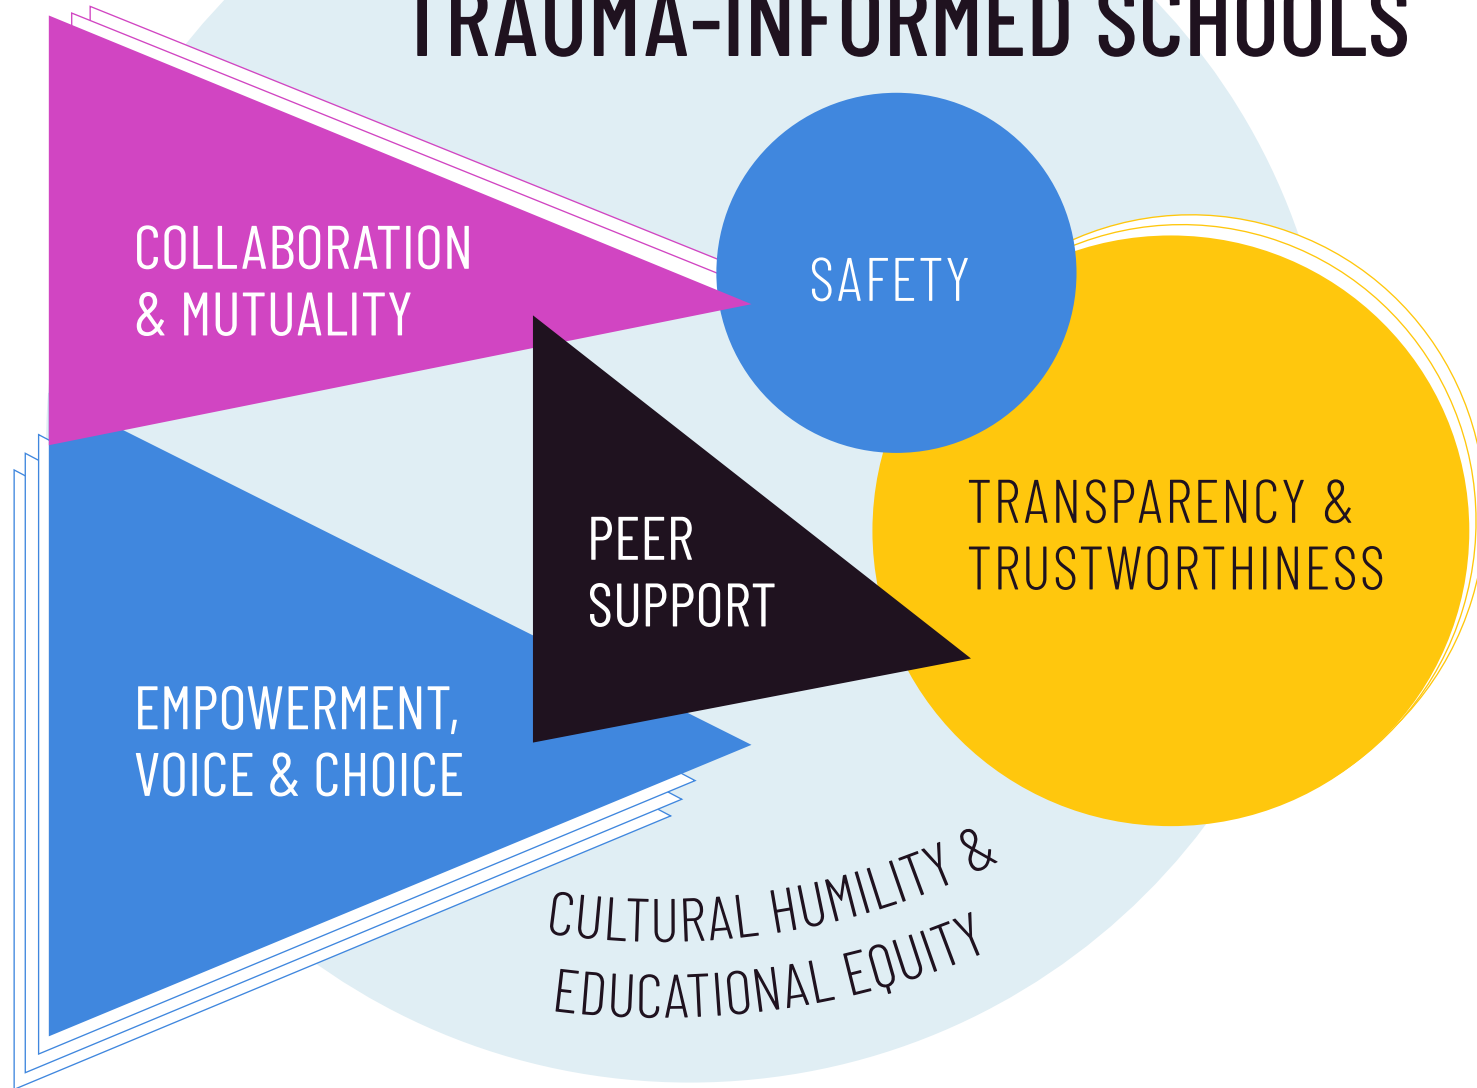 TRAUMA-INFORMED SCHOOLS
COLLABORATION
& MUTUALITY
SAFETY
TRANSPARENCY &
TRUSTWORTHINESS
PEER
SUPPORT
EMPOWERMENT,
VOICE & CHOICE
CULTURAL HUMILITY &
EDUCATIONAL EQUITY